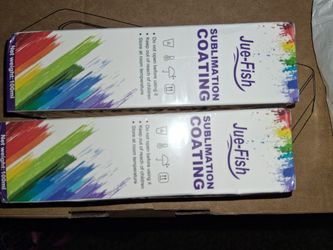 Jue-Fish
SUBLIMATION
COATING
• Do not open before using it
• Keep out of reach of children
• Store at room temperature
Net weight: 100ml
Jue-Fish
SUBLIMATION
COATING
• Do not open before using it
• Keep out of reach of children
• Store at room temperature
Net weight: 100ml